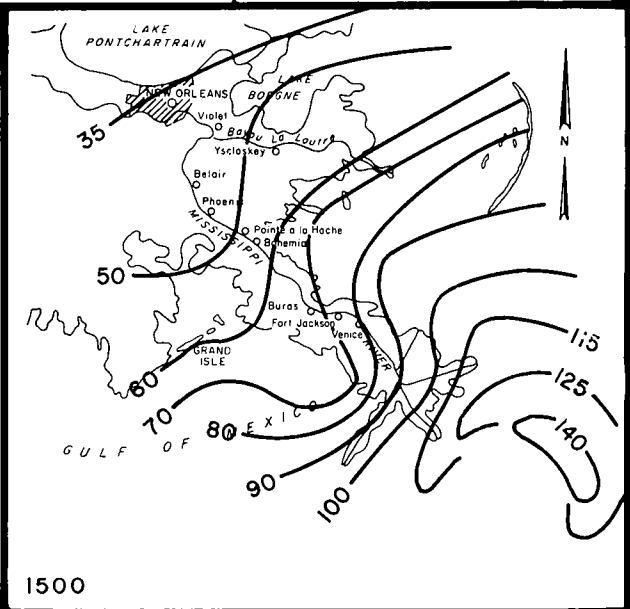 LAKE
PONTCHARTRAIN
LAKE
BORGNE
NEW ORLEANS
35
Violet
Bayou La Loutre
Yscloskey
N
Belair
Phoenix
MISSISSIPPI
Pointe a la Hache
Bohemia
50
Buras
Fort Jackson
Venice
RIVER
115
GRAND
ISLE
60
125
70
80
GULF OF MEXICO
140
90
100
1500